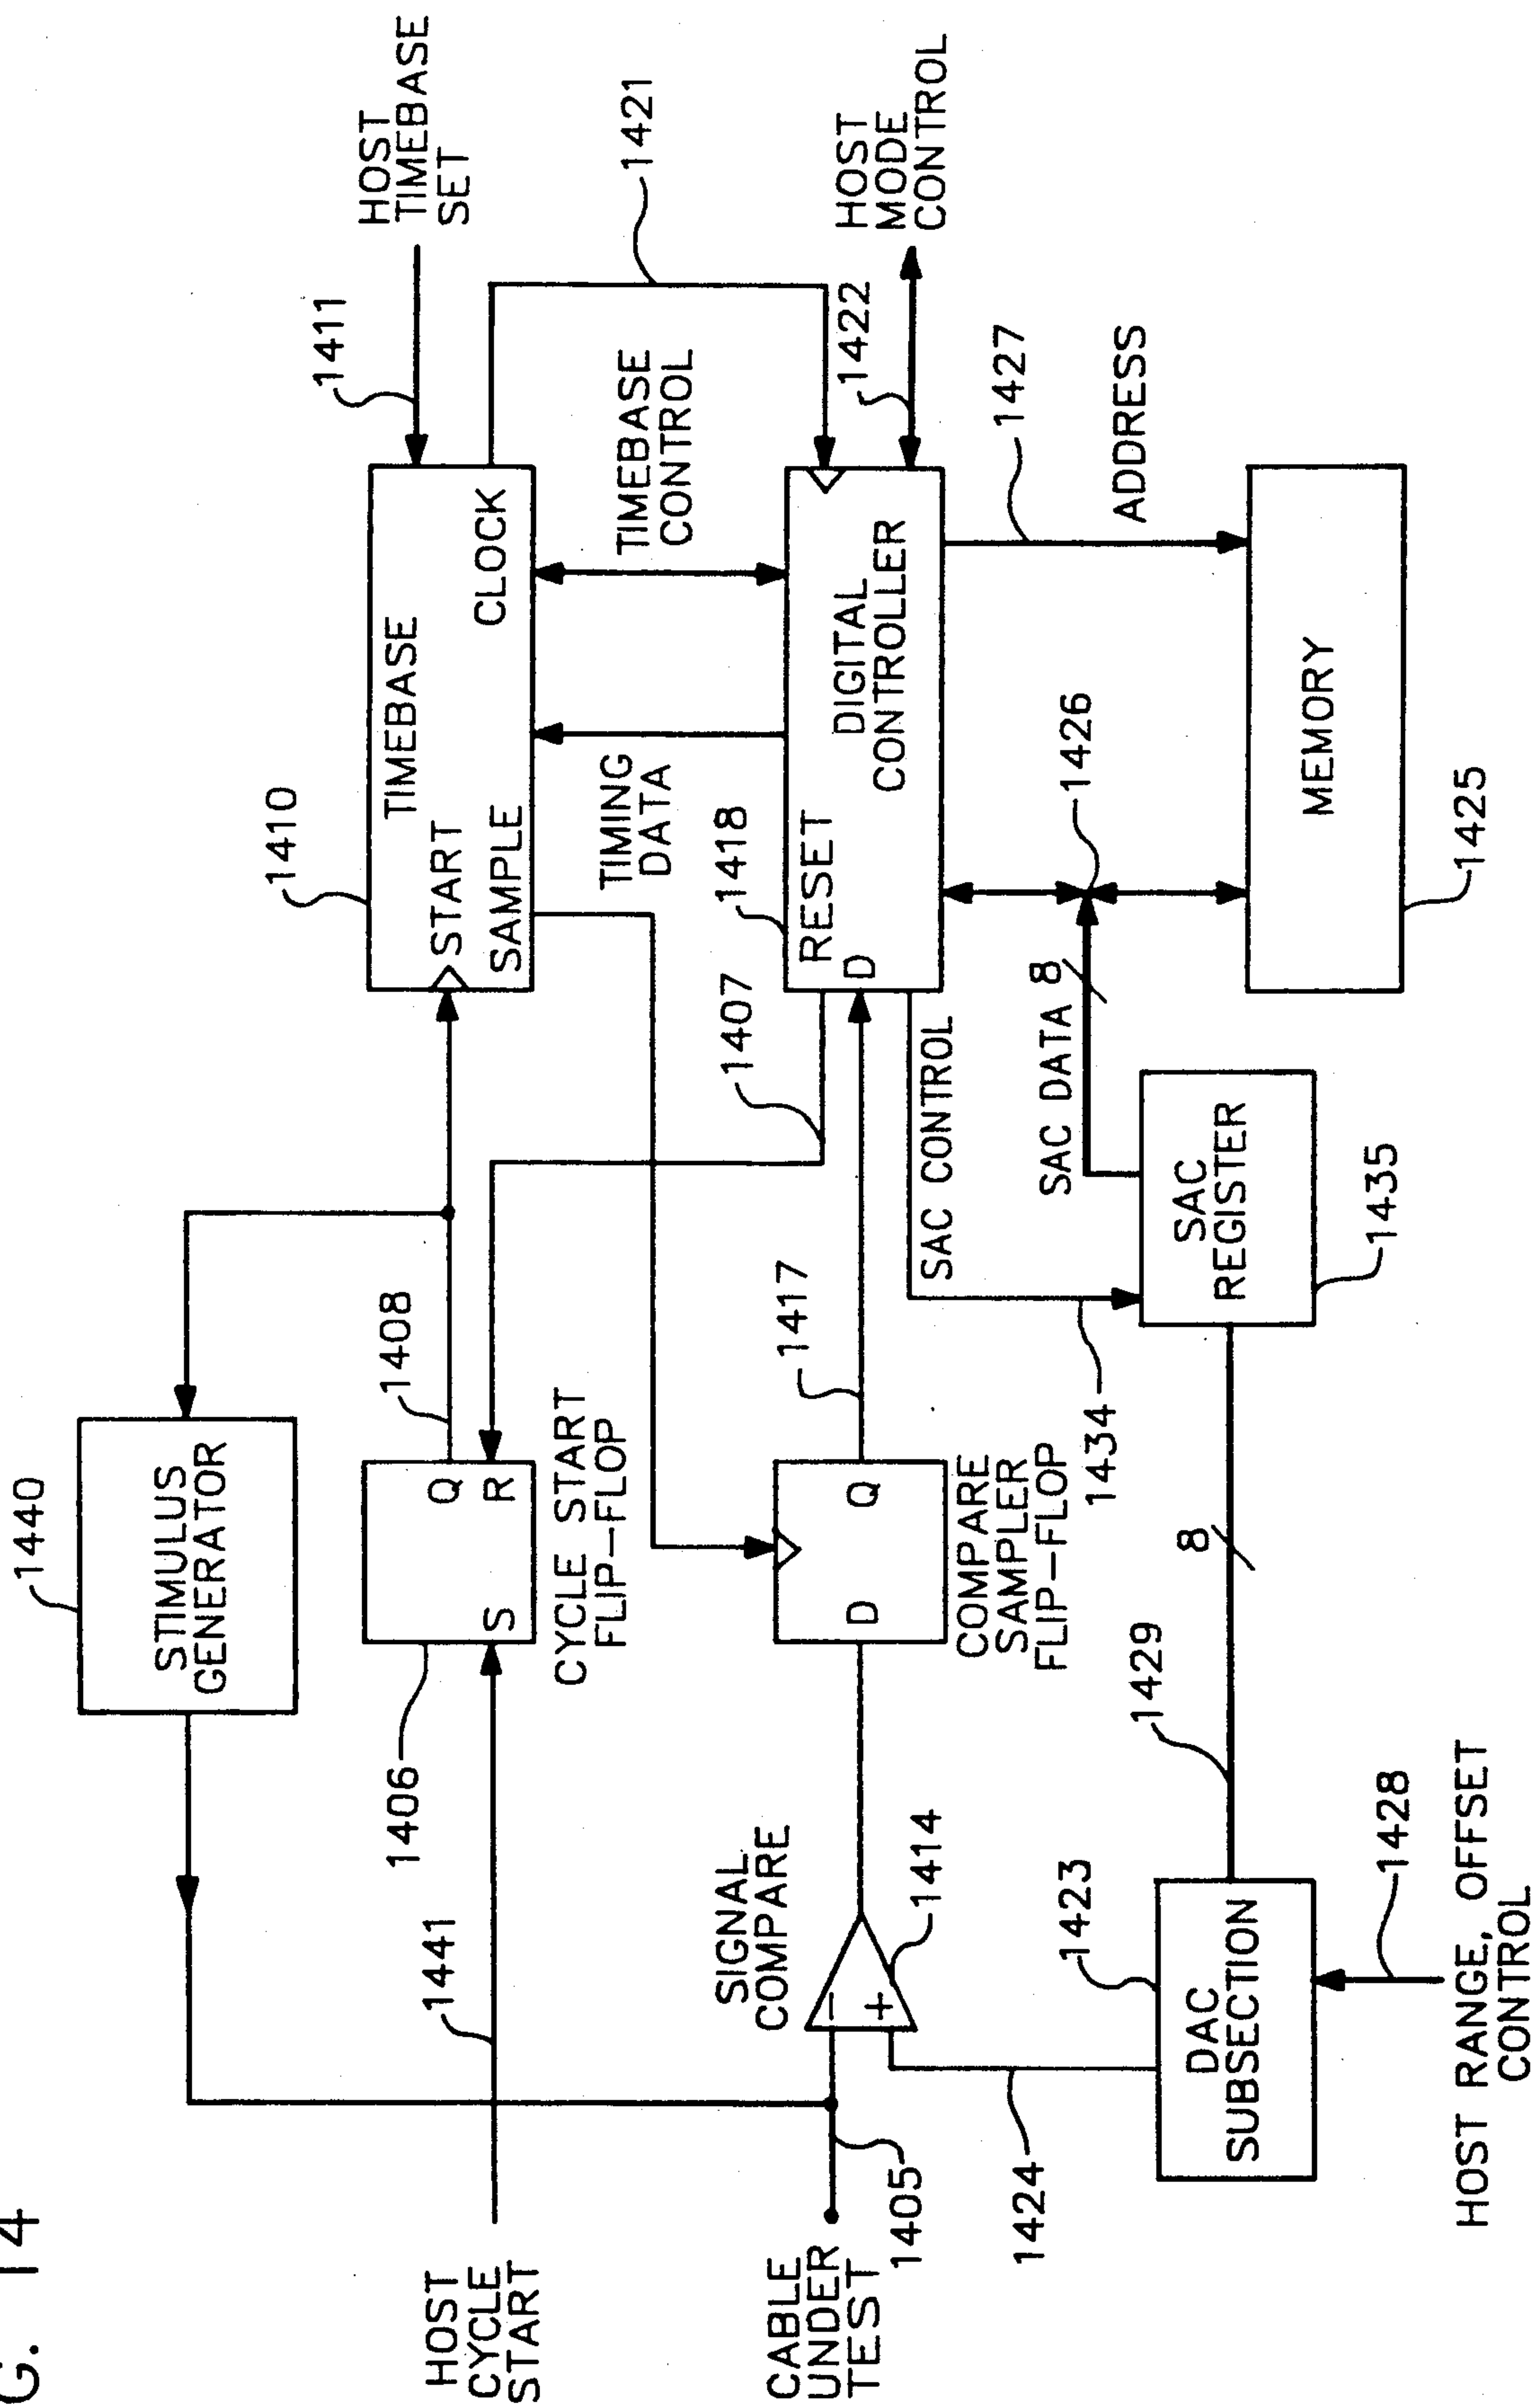 G. 14
1440
STIMULUS
GENERATOR
HOST
CYCLE
START
1441
1406
S
Q
R
CYCLE START
FLIP-FLOP
1408
1410
START
TIMEBASE
SAMPLE
CLOCK
1411
HOST
TIMEBASE
SET
1421
TIMING
DATA
TIMEBASE
CONTROL
CABLE
UNDER
TEST
1405
SIGNAL
COMPARE
−
+
1414
D
Q
COMPARE
SAMPLER
FLIP-FLOP
1417
1407
1418
RESET
D
DIGITAL
CONTROLLER
1422
HOST
MODE
CONTROL
SAC CONTROL
1434
1424
1423
DAC
SUBSECTION
1428
HOST RANGE, OFFSET
CONTROL
1429
8
SAC
REGISTER
1435
SAC DATA 8
1426
1427
ADDRESS
MEMORY
1425